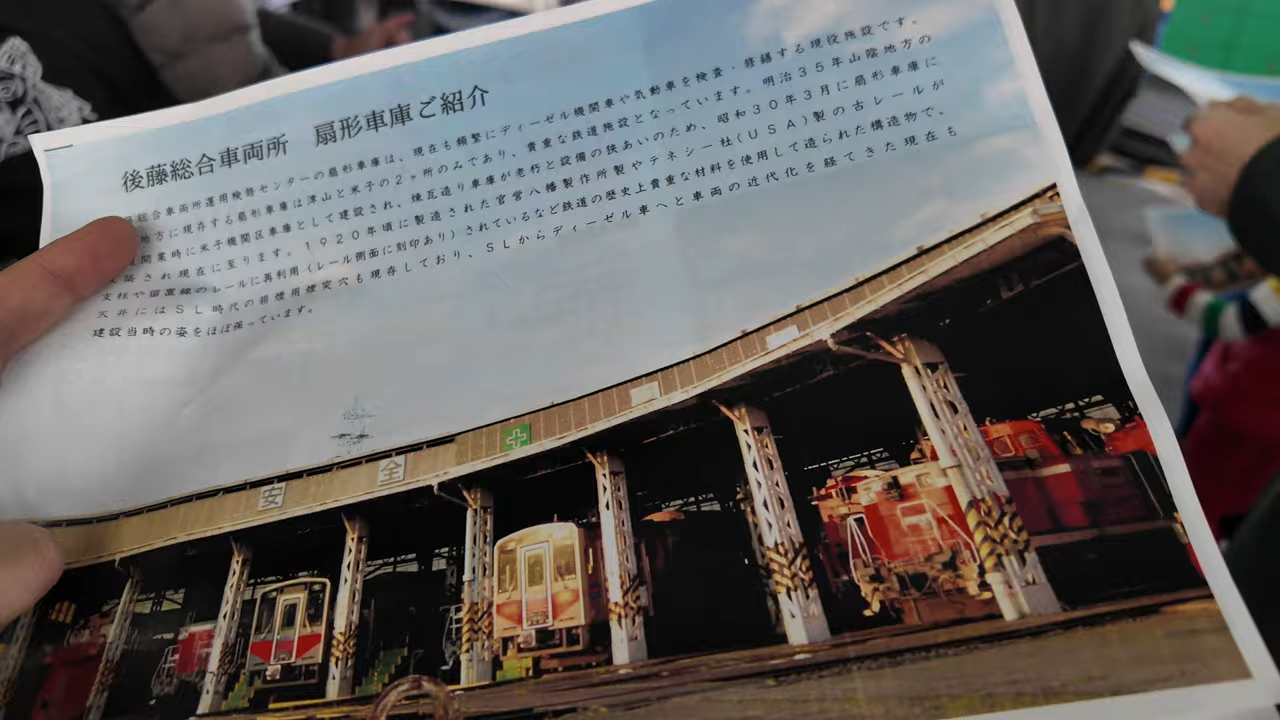 後藤総合車両所　扇形車庫ご紹介
総合車両所運用検修センターの扇形車庫は、現在も頻繁にディーゼル機関車や気動車を検査・修繕する現役施設です。
地方に現存する扇形車庫は津山と米子の２ヶ所のみであり、貴重な鉄道施設となっています。明治３５年山陰地方の
開業時に米子機関区車庫として建設され、煉瓦造り車庫が老朽と設備の狭あいのため、昭和３０年３月に扇形車庫に
築され現在に至ります。１９２０年頃に製造された官営八幡製作所製やテネシー社(ＵＳＡ)製の古レールが
支柱や留置線のレールに再利用(レール側面に刻印あり)されているなど鉄道の歴史上貴重な材料を使用して造られた構造物で、
天井にはＳＬ時代の排煙用煙突穴も現存しており、ＳＬからディーゼル車へと車両の近代化を経てきた現在も
建設当時の姿をほぼ保っています。
安全